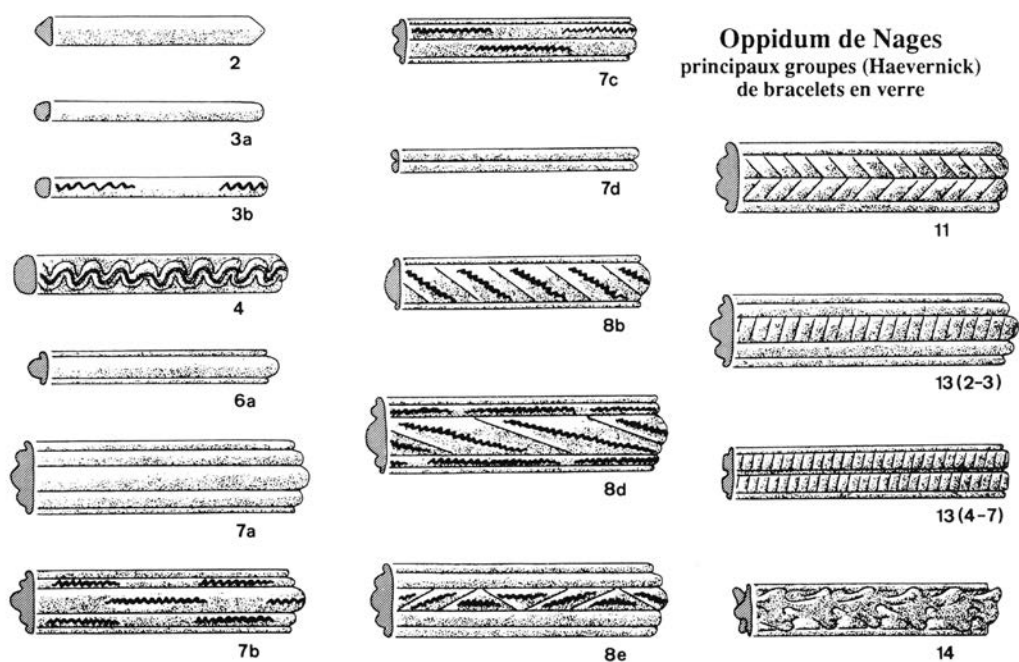 Oppidum de Nages
principaux groupes (Haevernick)
de bracelets en verre
2
3a
3b
4
6a
7a
7b
7c
7d
8b
8d
8e
11
13(2-3)
13(4-7)
14